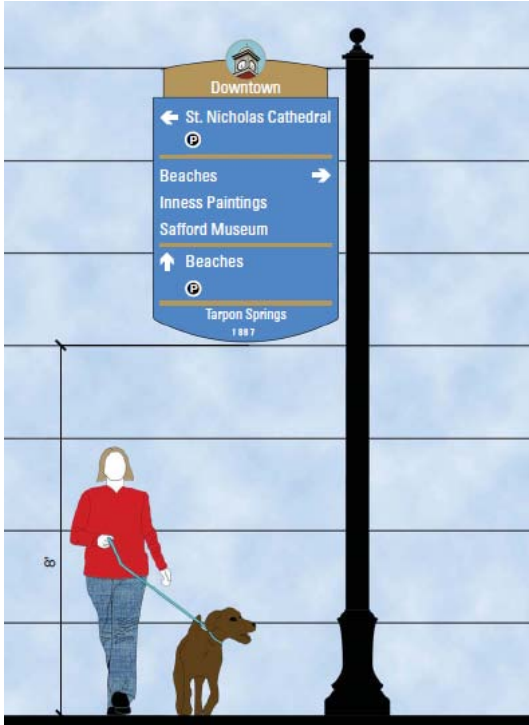 Downtown
St. Nicholas Cathedral
P
Beaches
Inness Paintings
Safford Museum
Beaches
P
Tarpon Springs
1887
8'